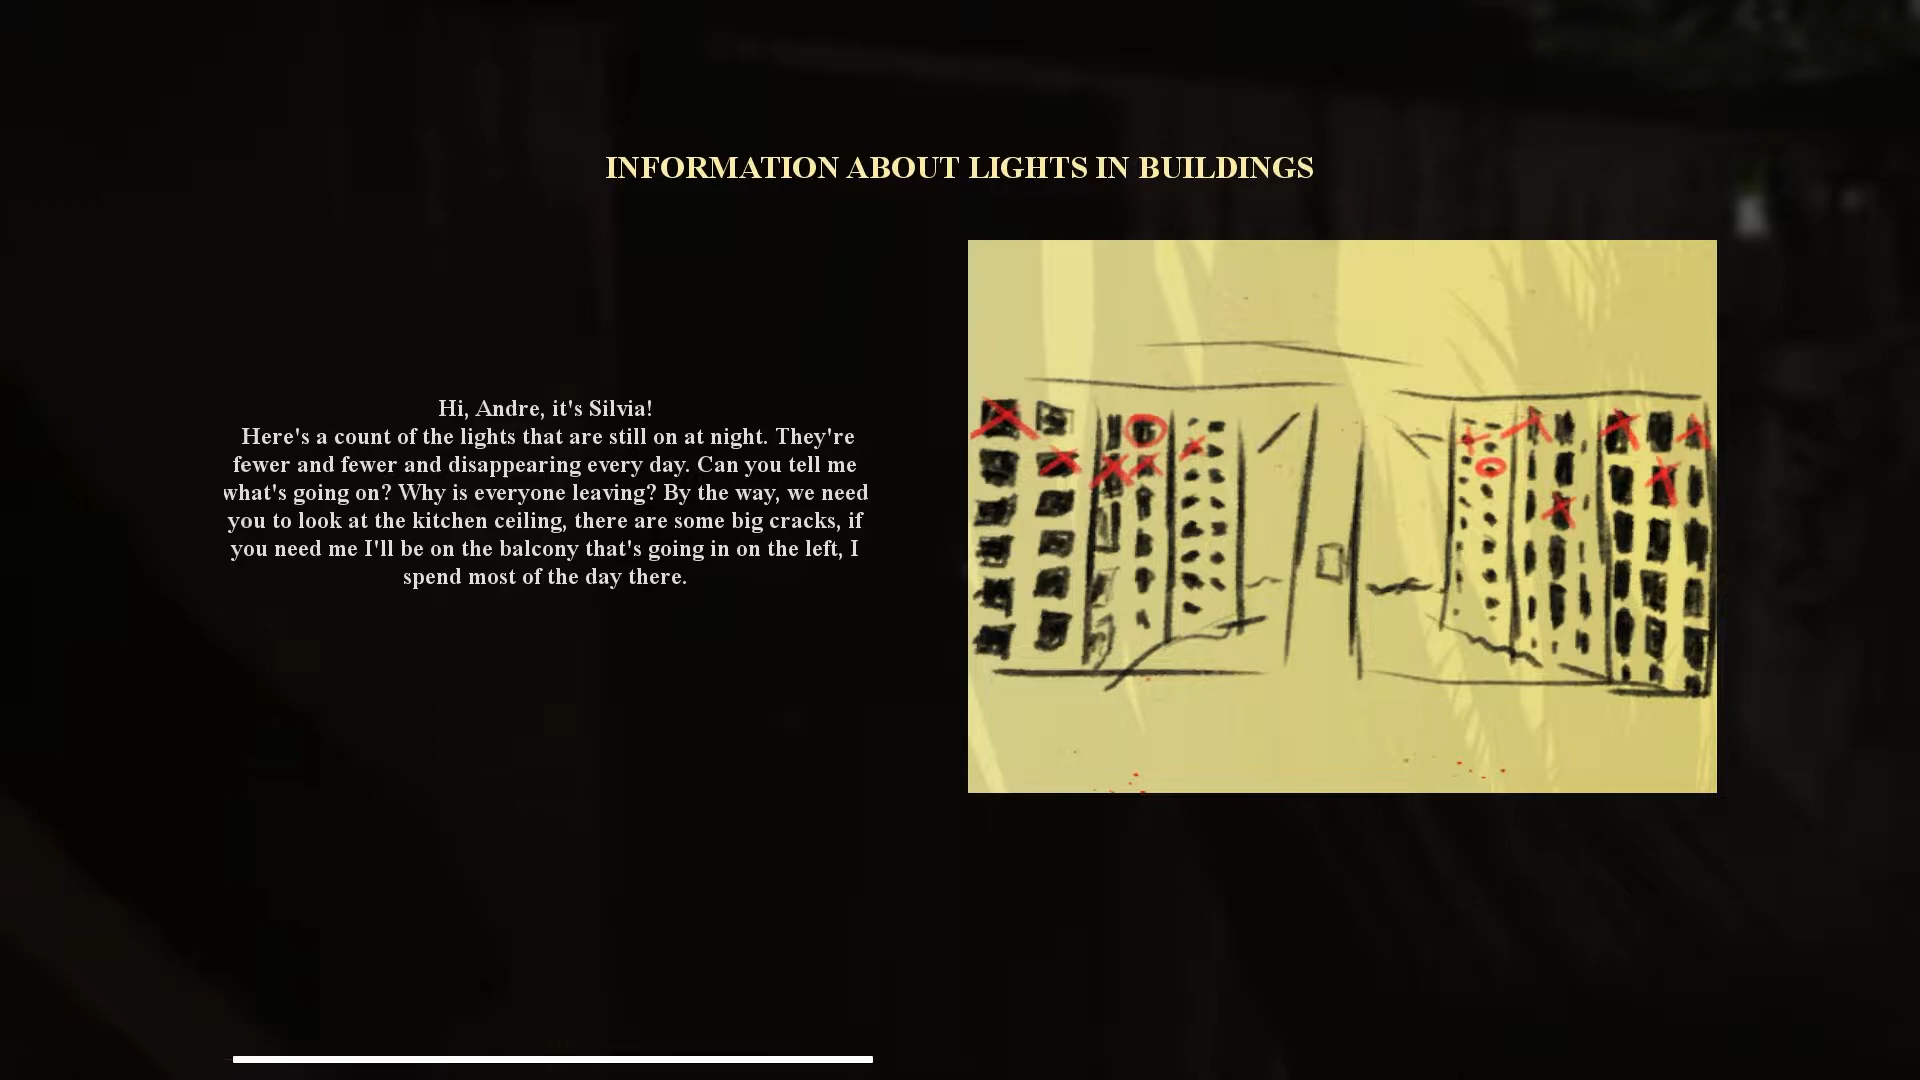 INFORMATION ABOUT LIGHTS IN BUILDINGS
Hi, Andre, it's Silvia!
Here's a count of the lights that are still on at night. They're
fewer and fewer and disappearing every day. Can you tell me
what's going on? Why is everyone leaving? By the way, we need
you to look at the kitchen ceiling, there are some big cracks, if
you need me I'll be on the balcony that's going in on the left, I
spend most of the day there.